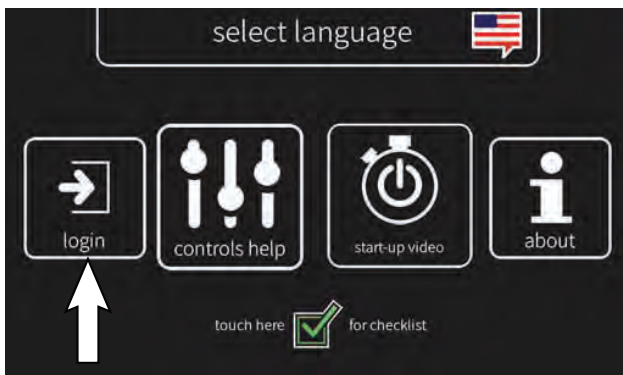 select language
login
controls help
start-up video
about
touch here for checklist